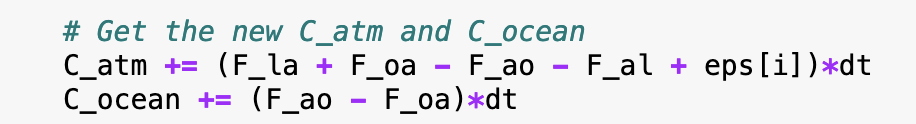 # Get the new C_atm and C_ocean
C_atm += (F_la + F_oa - F_ao - F_al + eps[i])*dt
C_ocean += (F_ao - F_oa)*dt